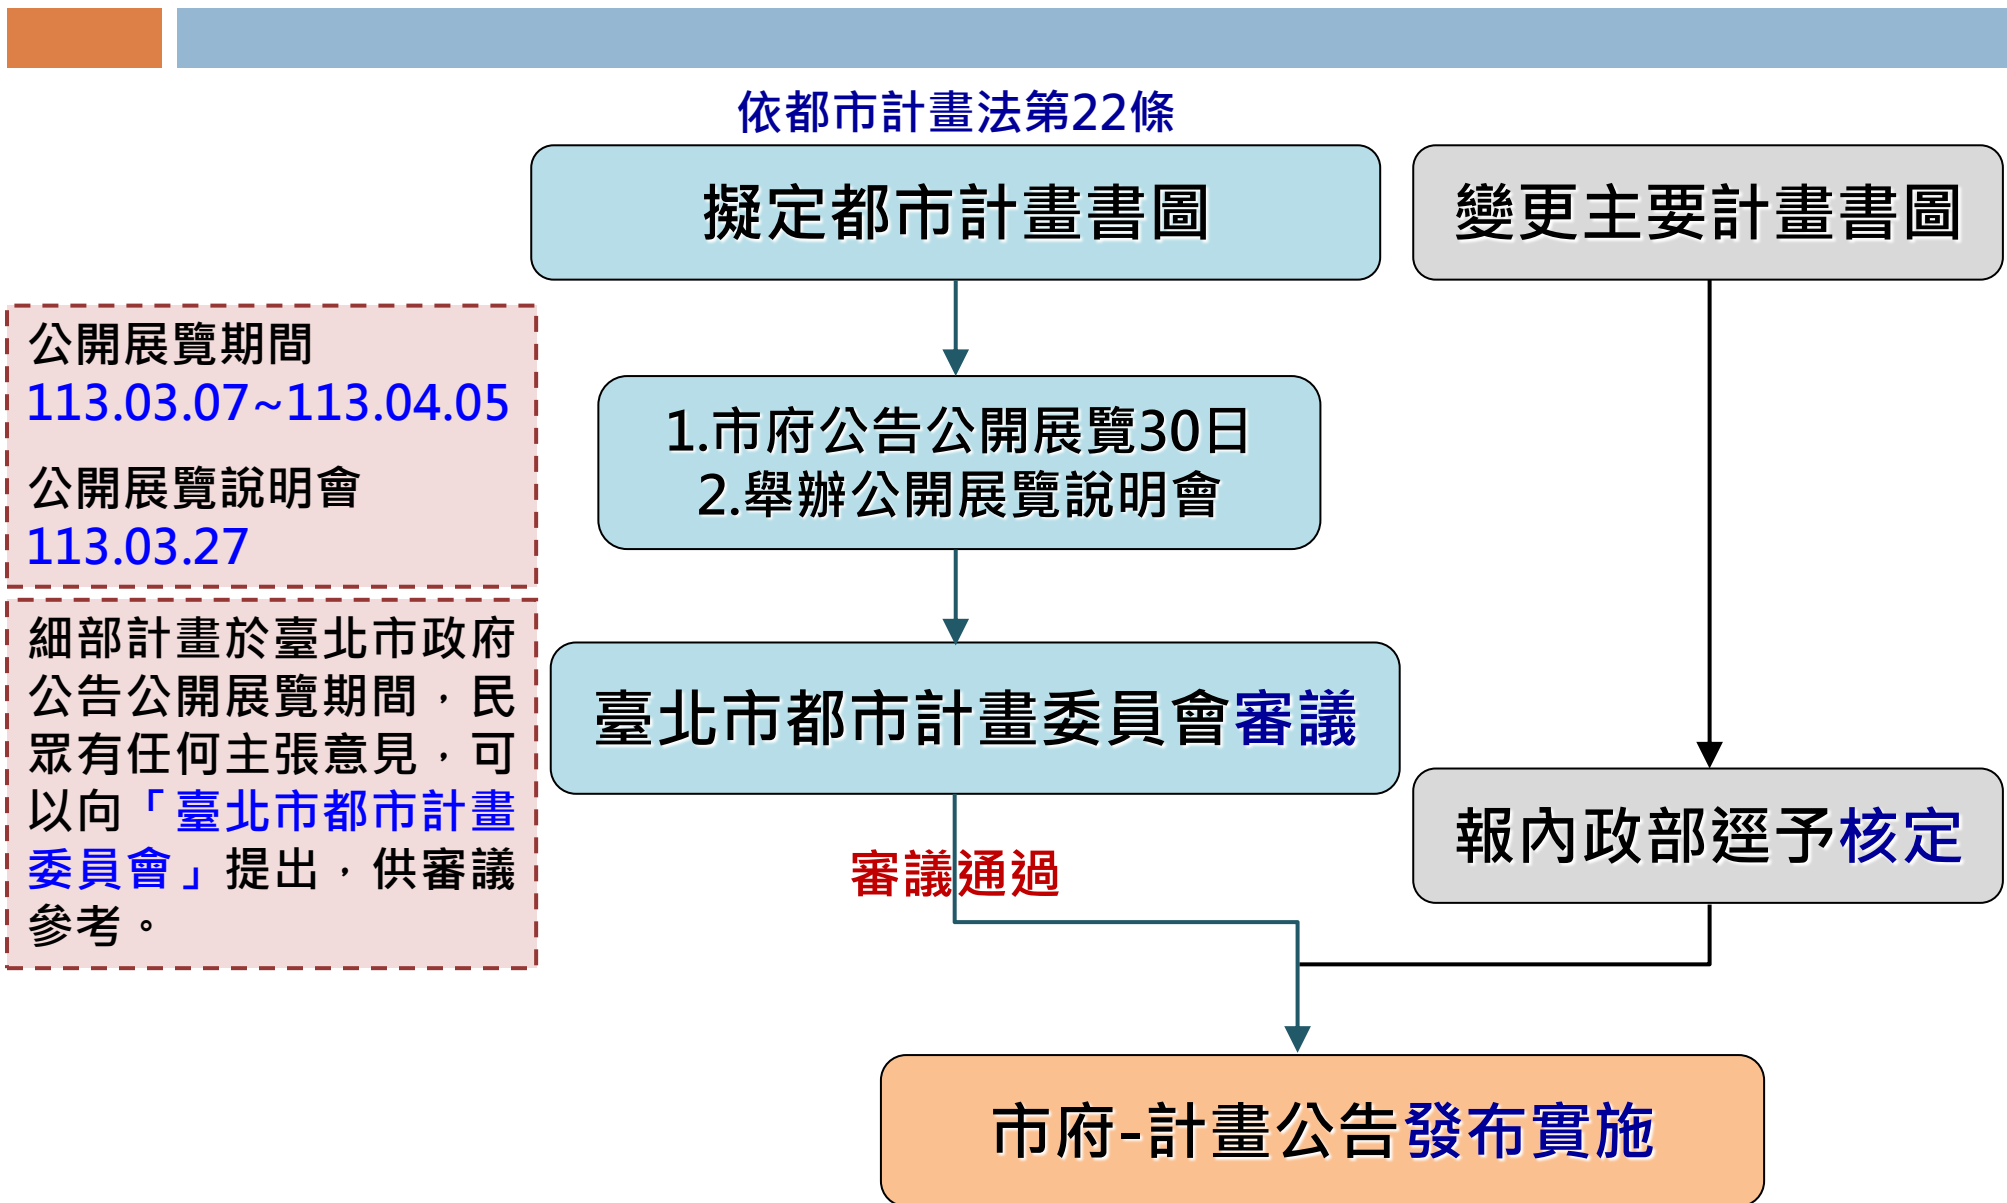 依都市計畫法第22條
擬定都市計畫書圖
變更主要計畫書圖
公開展覽期間
113.03.07~113.04.05
公開展覽說明會
113.03.27
1.市府公告公開展覽30日
2.舉辦公開展覽說明會
細部計畫於臺北市政府
公告公開展覽期間，民
眾有任何主張意見，可
以向「臺北市都市計畫
委員會」提出，供審議
參考。
臺北市都市計畫委員會審議
審議通過
報內政部逕予核定
市府-計畫公告發布實施